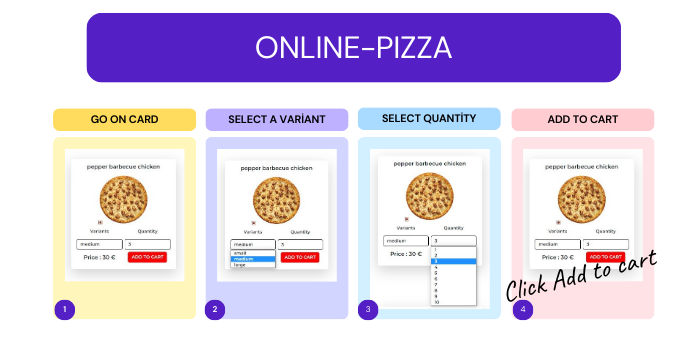 ONLINE-PIZZA
GO ON CARD
pepper barbecue chicken
Variants Quantity
medium 3
Price : 30 € ADD TO CART
1
SELECT A VARİANT
pepper barbecue chicken
Variants Quantity
medium 3
small
medium
large
ADD TO CART
2
SELECT QUANTİTY
pepper barbecue chicken
Variants Quantity
medium 3
Price : 30 €
1
2
3
4
5
6
7
8
9
10
3
ADD TO CART
pepper barbecue chicken
Variants Quantity
medium 3
Price : 30 € ADD TO CART
Click Add to cart
4